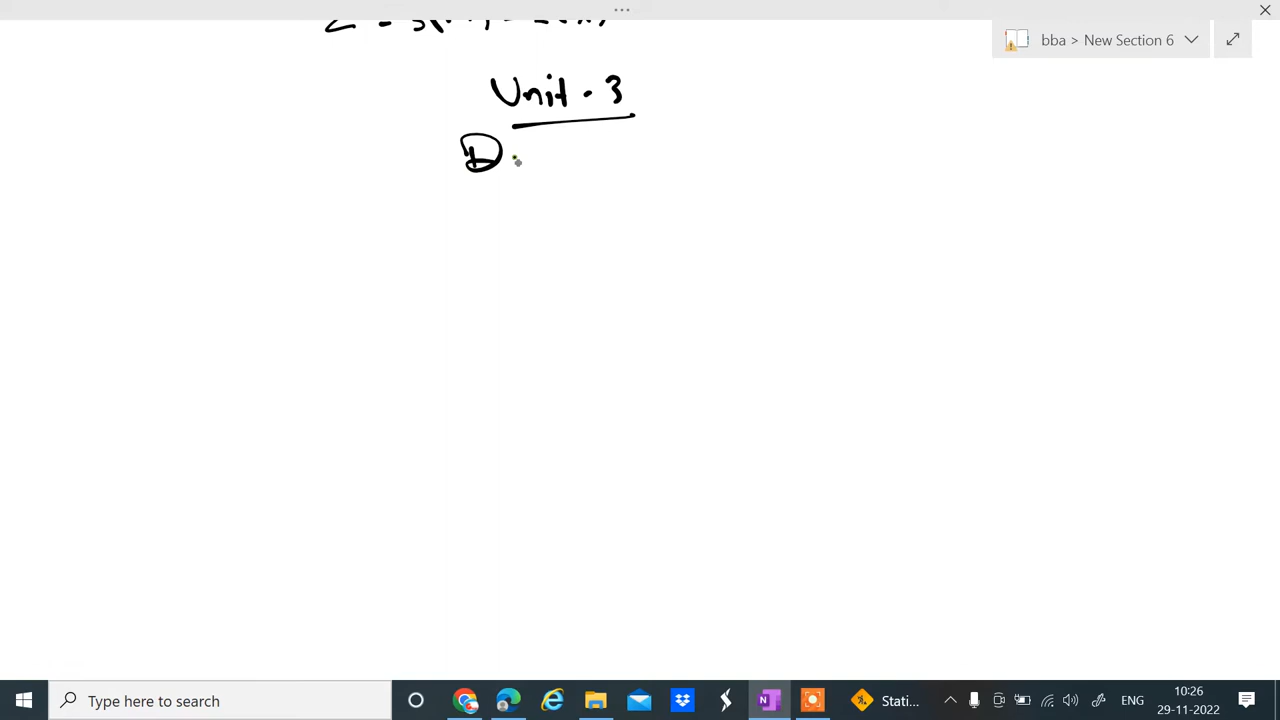 bba > New Section 6
Unit - 3
D
Type here to search
Stati...
ENG
10:26
29-11-2022